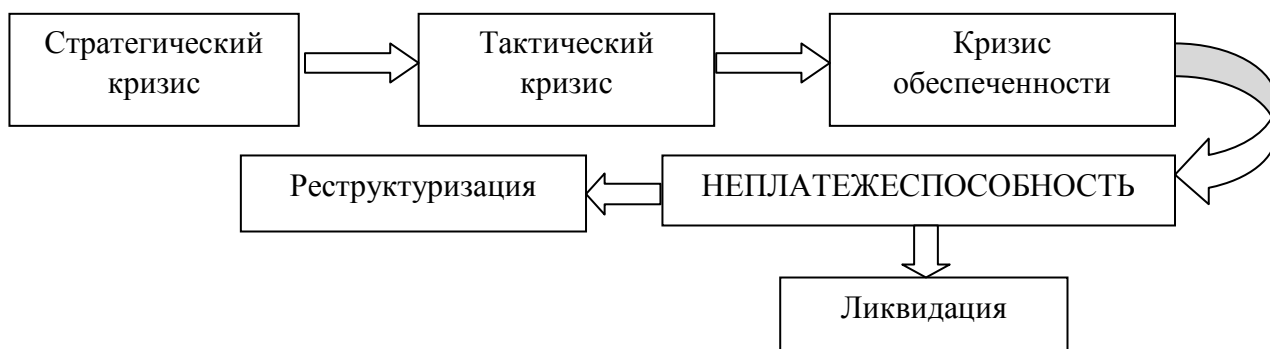 Стратегический
кризис
Тактический
кризис
Кризис
обеспеченности
Реструктуризация
НЕПЛАТЕЖЕСПОСОБНОСТЬ
Ликвидация